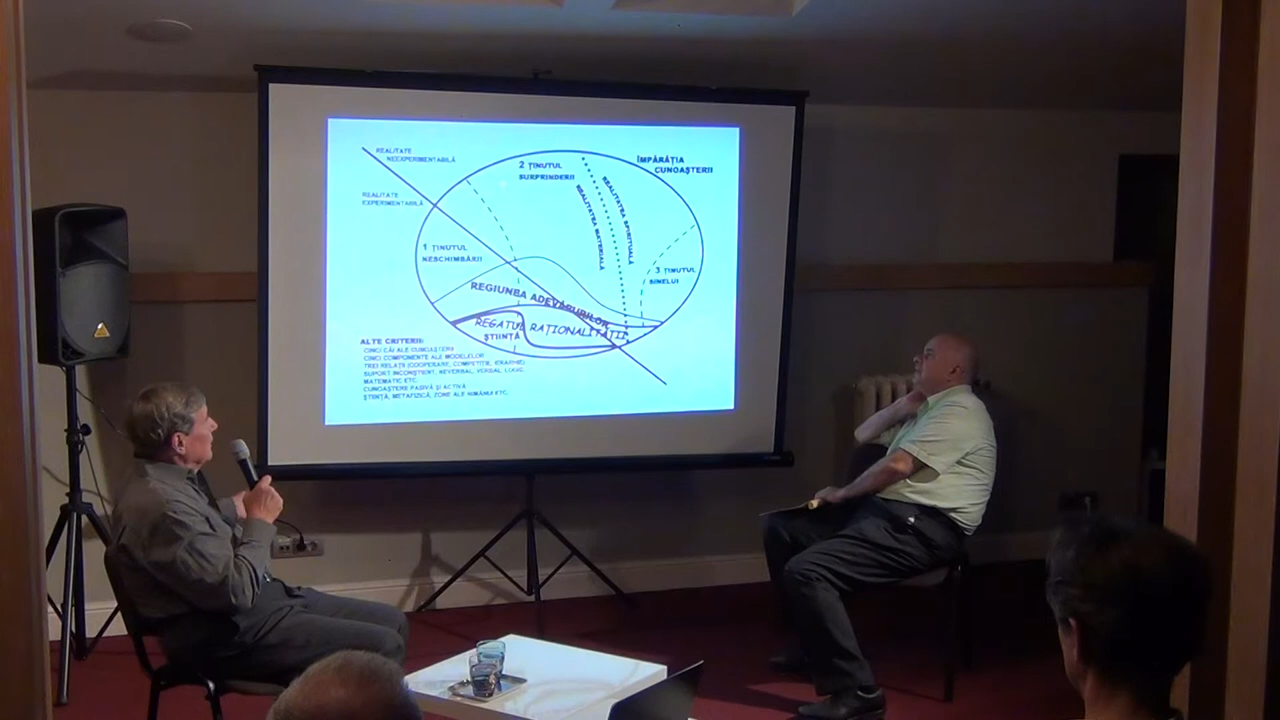 REALITATE
NEEXPERIMENTABILĂ
REALITATE
EXPERIMENTABILĂ
2 ȚINUTUL
SURPRINDERII
ÎMPĂRĂȚIA
CUNOAȘTERII
REALITATEA MATERIALĂ
REALITATEA SPIRITUALĂ
1 ȚINUTUL
NESCHIMBĂRII
3 ȚINUTUL
SINELUI
REGIUNEA ADEVĂRURILOR
REGATUL RAȚIONALITĂȚII
ȘTIINȚĂ
ALTE CRITERII:
CINCI CĂI ALE CUNOAȘTERII
CINCI COMPONENTE ALE MODELELOR
TREI RELAȚII (COOPERARE, COMPETIȚIE, IERARHIE)
SUPORT INCONȘTIENT, NEVERBAL, VERBAL, LOGIC,
MATEMATIC ETC.
CUNOAȘTERE PASIVĂ ȘI ACTIVĂ
ȘTIINȚĂ, METAFIZICĂ, ZONE ALE NIMĂNUI ETC.